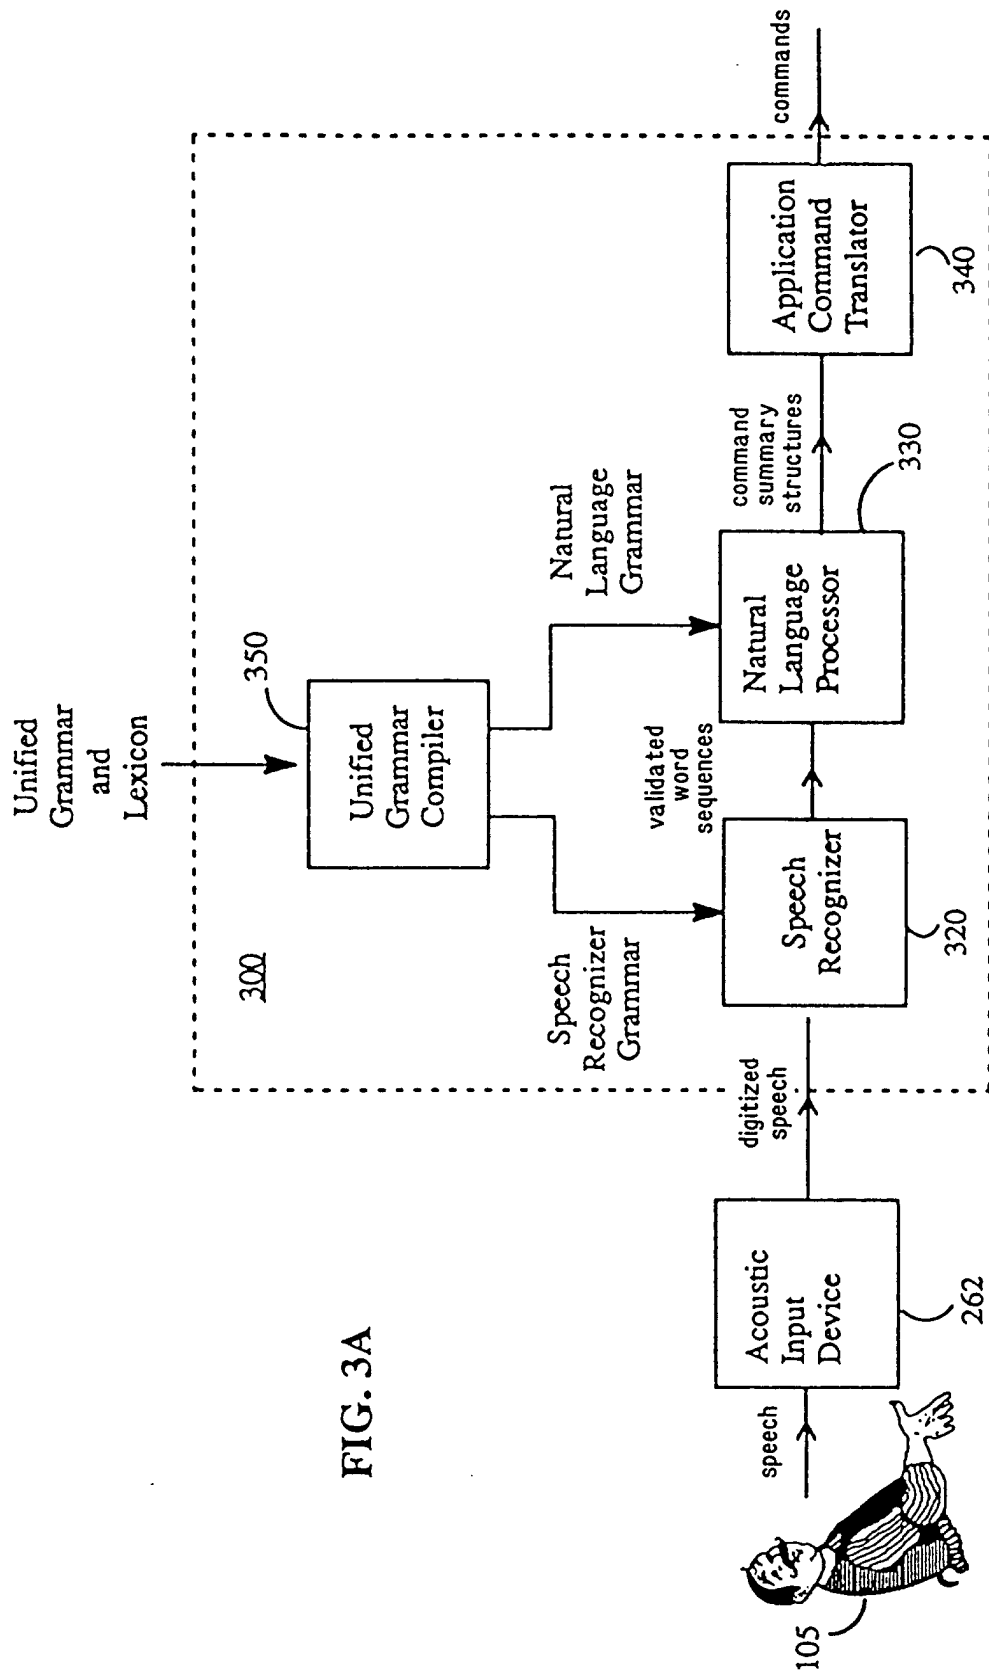 FIG. 3A
Unified
Grammar
and
Lexicon
350
Unified
Grammar
Compiler
300
Speech
Recognizer
Grammar
Natural
Language
Grammar
105
speech
Acoustic
Input
Device
262
digitized
speech
Speech
Recognizer
320
validated
word
sequences
Natural
Language
Processor
330
command
summary
structures
Application
Command
Translator
340
commands